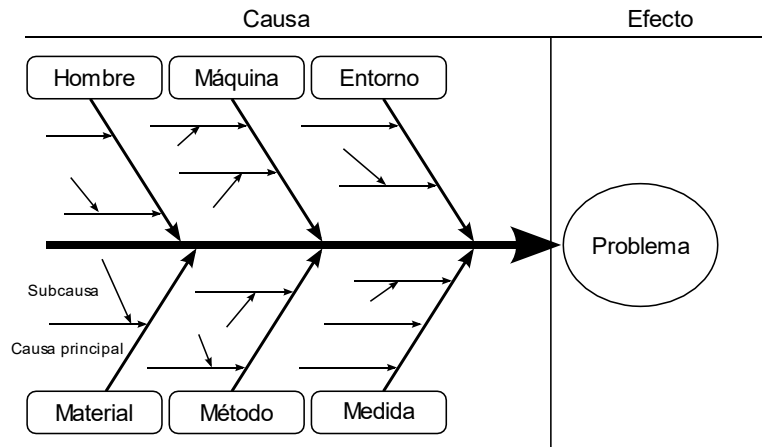 Causa
Efecto
Hombre
Máquina
Entorno
Problema
Subcausa
Causa principal
Material
Método
Medida